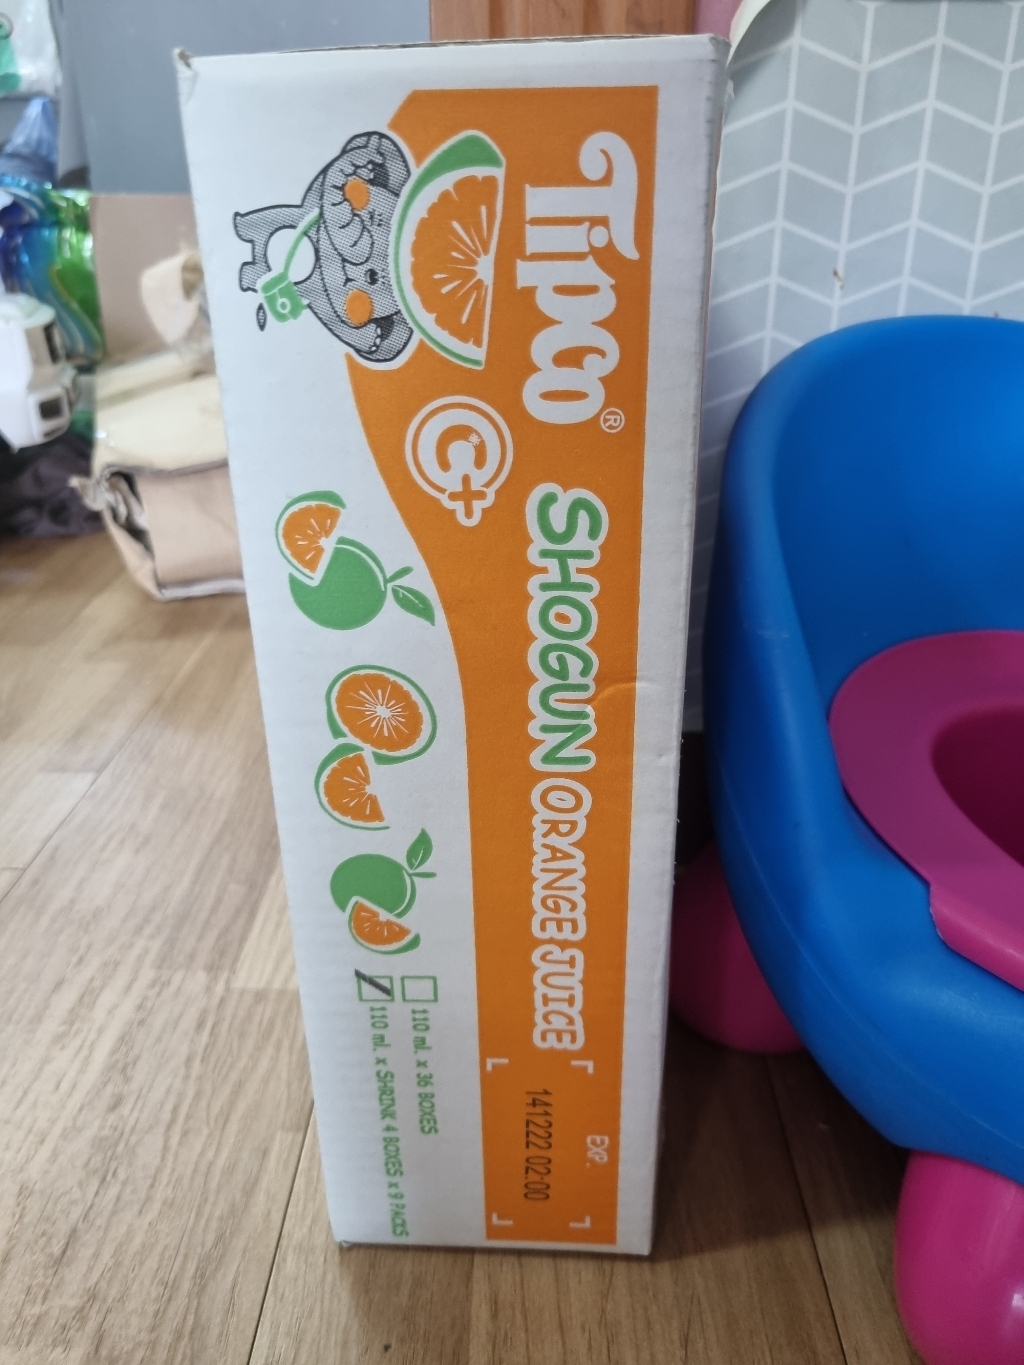 Tipco®
C+
SHOGUN ORANGE JUICE
EXP.
141222 02:00
110 ml. x 36 BOXES
110 ml. x SHRINK 4 BOXES x 9 PACKS